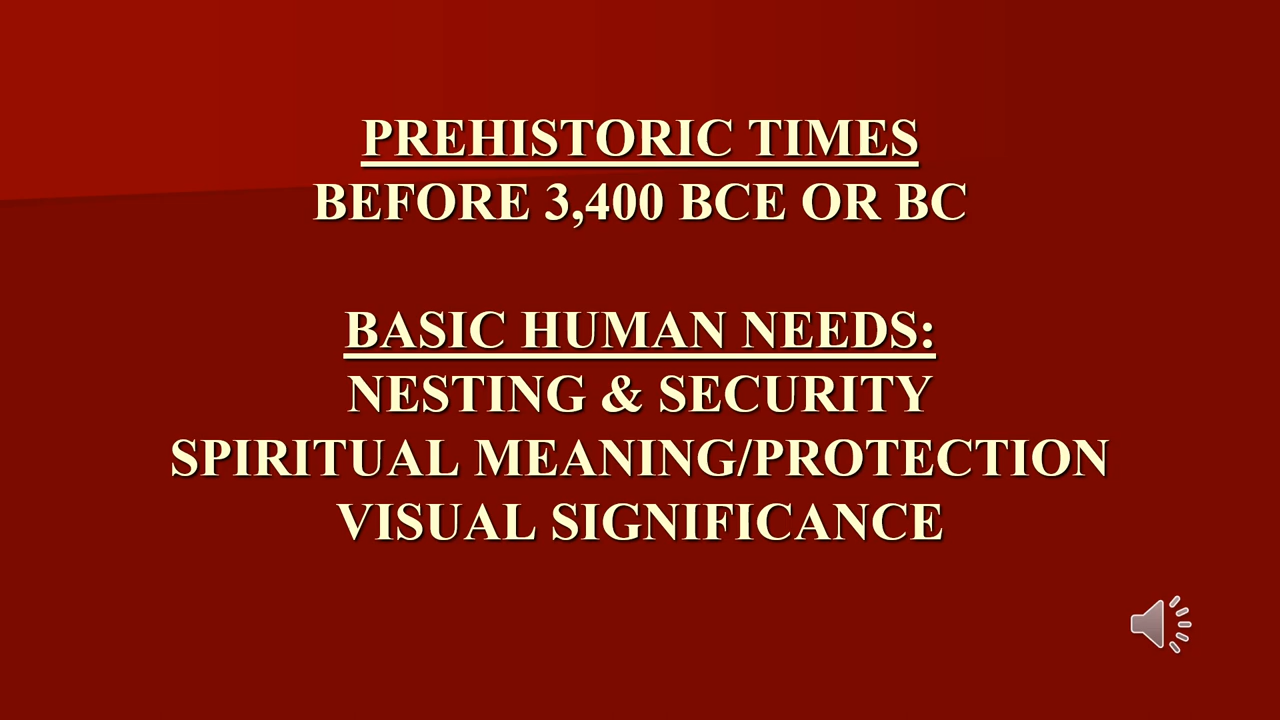 PREHISTORIC TIMES
BEFORE 3,400 BCE OR BC
BASIC HUMAN NEEDS:
NESTING & SECURITY
SPIRITUAL MEANING/PROTECTION
VISUAL SIGNIFICANCE